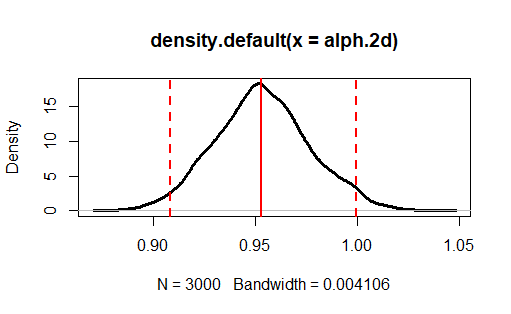 density.default(x = alph.2d)
Density
15
10
5
0
0.90 0.95 1.00 1.05
N = 3000 Bandwidth = 0.004106